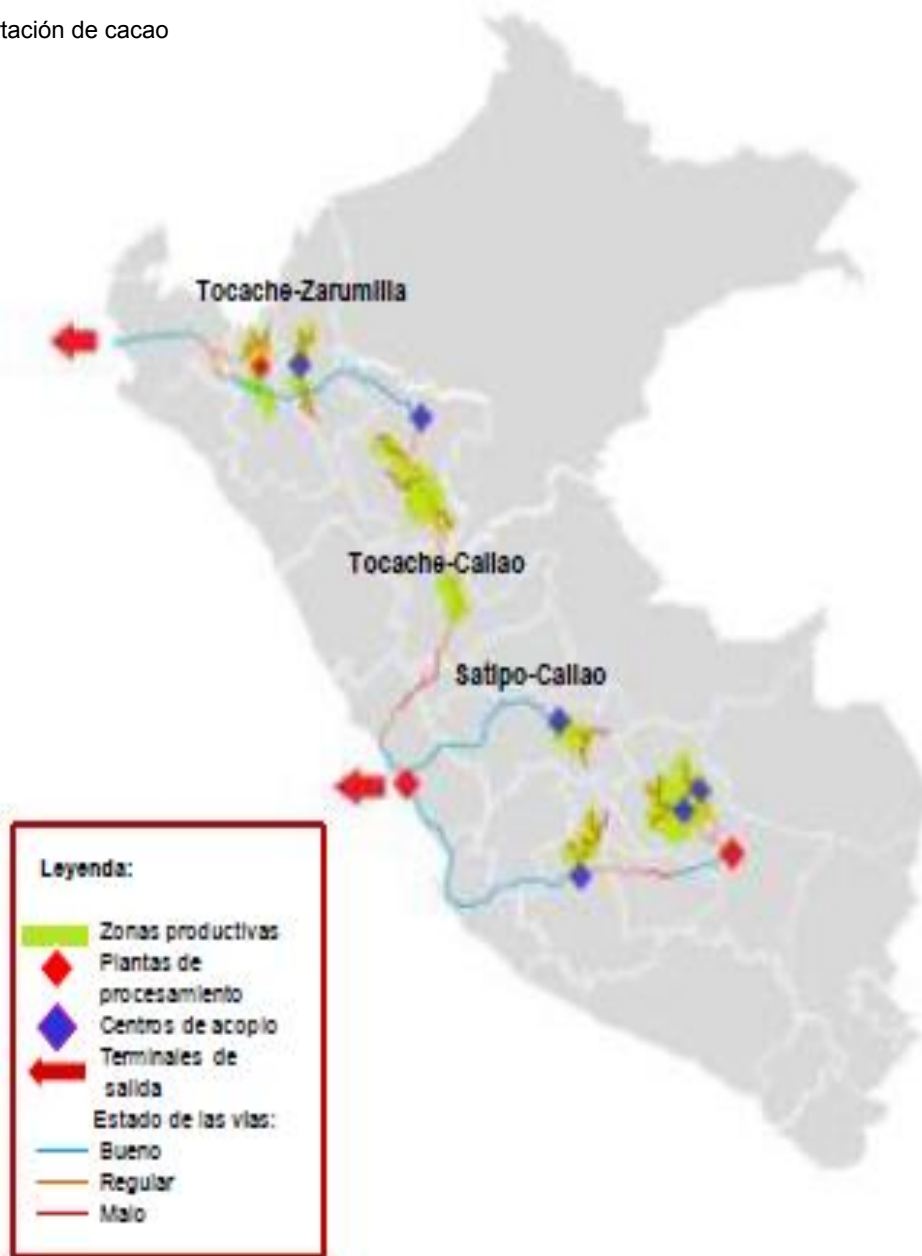 tación de cacao
Tocache-Zarumilla
Tocache-Callao
Satipo-Callao
Leyenda:
Zonas productivas
Plantas de
procesamiento
Centros de acopio
Terminales de
salida
Estado de las vías:
Bueno
Regular
Malo